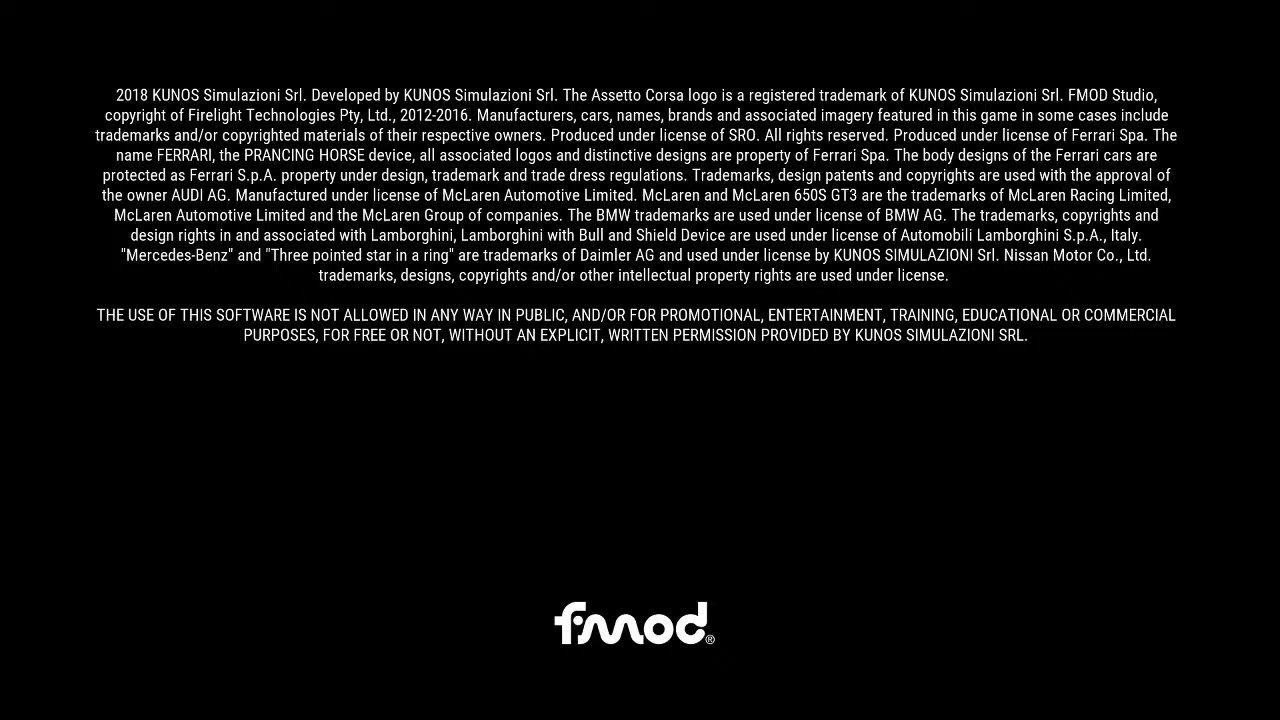 2018 KUNOS Simulazioni Srl. Developed by KUNOS Simulazioni Srl. The Assetto Corsa logo is a registered trademark of KUNOS Simulazioni Srl. FMOD Studio,
copyright of Firelight Technologies Pty, Ltd., 2012-2016. Manufacturers, cars, names, brands and associated imagery featured in this game in some cases include
trademarks and/or copyrighted materials of their respective owners. Produced under license of SRO. All rights reserved. Produced under license of Ferrari Spa. The
name FERRARI, the PRANCING HORSE device, all associated logos and distinctive designs are property of Ferrari Spa. The body designs of the Ferrari cars are
protected as Ferrari S.p.A. property under design, trademark and trade dress regulations. Trademarks, design patents and copyrights are used with the approval of
the owner AUDI AG. Manufactured under license of McLaren Automotive Limited. McLaren and McLaren 650S GT3 are the trademarks of McLaren Racing Limited,
McLaren Automotive Limited and the McLaren Group of companies. The BMW trademarks are used under license of BMW AG. The trademarks, copyrights and
design rights in and associated with Lamborghini, Lamborghini with Bull and Shield Device are used under license of Automobili Lamborghini S.p.A., Italy.
"Mercedes-Benz" and "Three pointed star in a ring" are trademarks of Daimler AG and used under license by KUNOS SIMULAZIONI Srl. Nissan Motor Co., Ltd.
trademarks, designs, copyrights and/or other intellectual property rights are used under license.
THE USE OF THIS SOFTWARE IS NOT ALLOWED IN ANY WAY IN PUBLIC, AND/OR FOR PROMOTIONAL, ENTERTAINMENT, TRAINING, EDUCATIONAL OR COMMERCIAL
PURPOSES, FOR FREE OR NOT, WITHOUT AN EXPLICIT, WRITTEN PERMISSION PROVIDED BY KUNOS SIMULAZIONI SRL.
fmod®